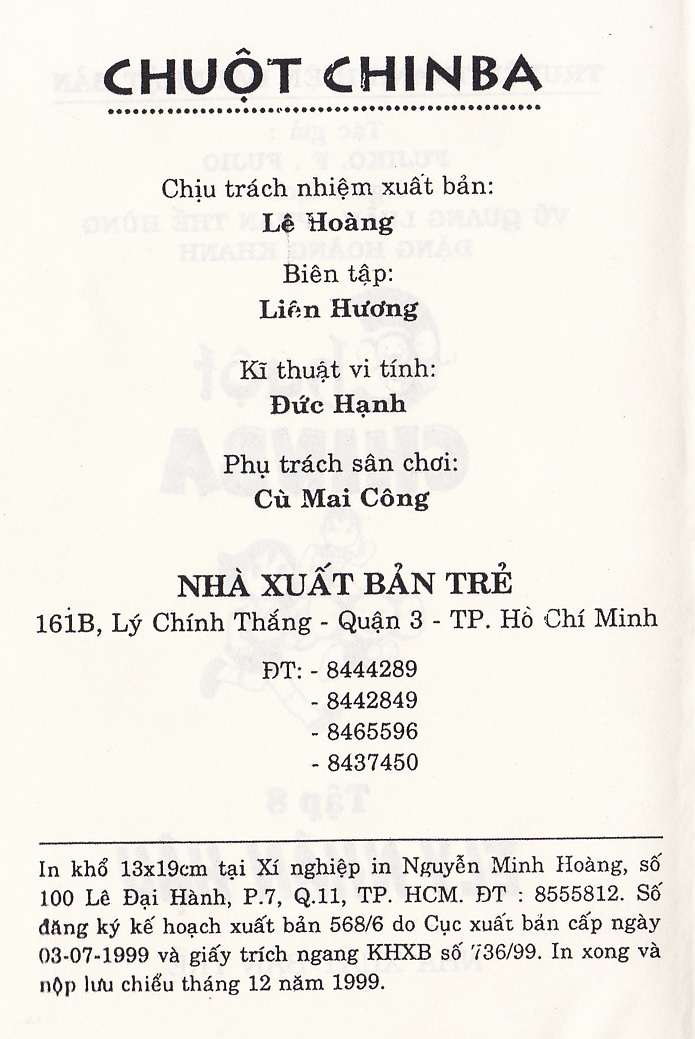 CHUỘT CHINBA
Chịu trách nhiệm xuất bản:
Lê Hoàng
Biên tập:
Liên Hương
Kĩ thuật vi tính:
Đức Hạnh
Phụ trách sân chơi:
Cù Mai Công
NHÀ XUẤT BẢN TRẺ
161B, Lý Chính Thắng - Quận 3 - TP. Hồ Chí Minh
ĐT: - 8444289
- 8442849
- 8465596
- 8437450
In khổ 13x19cm tại Xí nghiệp in Nguyễn Minh Hoàng, số
100 Lê Đại Hành, P.7, Q.11, TP. HCM. ĐT : 8555812. Số
đăng ký kế hoạch xuất bản 568/6 do Cục xuất bản cấp ngày
03-07-1999 và giấy trích ngang KHXB số 736/99. In xong và
nộp lưu chiểu tháng 12 năm 1999.